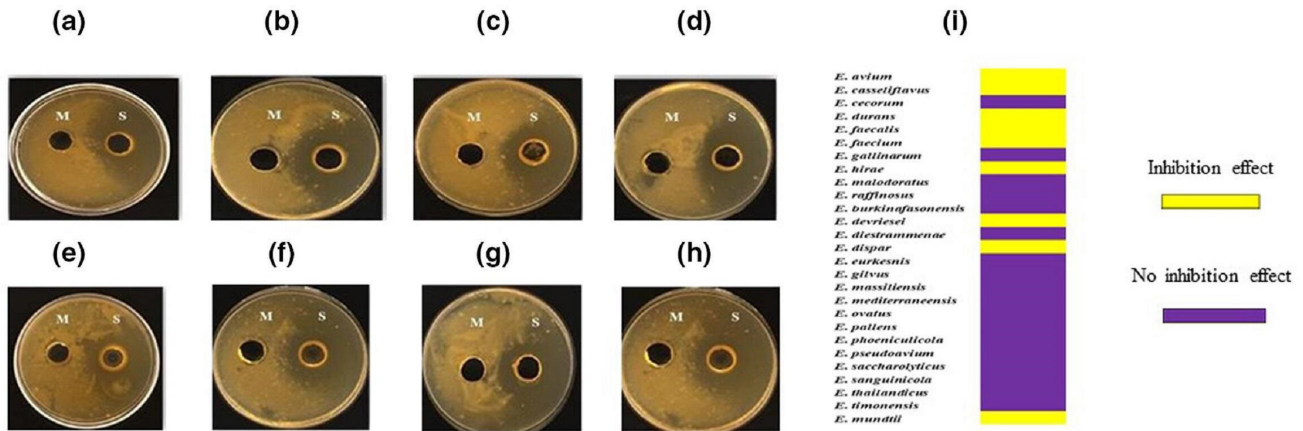 (a)
(b)
(c)
(d)
(i)
M S
M S
M S
M S
(e)
(f)
(g)
(h)
M S
M S
M S
M S
E. avium
E. casseliflavus
E. cecorum
E. durans
E. faecalis
E. faecium
E. gallinarum
E. hirae
E. malodoratus
E. raffinosus
E. burkinafasonensis
E. devriesei
E. diestrammenae
E. dispar
E. eurkesnis
E. gilvus
E. massitiensis
E. mediterraneensis
E. ovatus
E. pallens
E. phoeniculicola
E. pseudoavium
E. saccharolyticus
E. sanguinicola
E. thailandicus
E. timonensis
E. mundtii
Inhibition effect
No inhibition effect